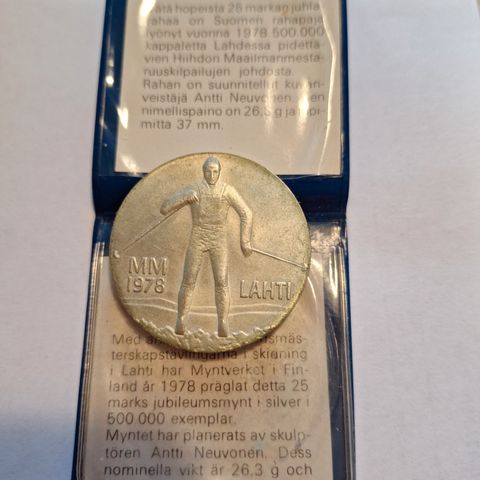 hopeista 25 markan juhla
rahaa on Suomen rahapaja
lyönyt vuonna 1978 500.000
kappaletta Lahdessa pidettä
vien Hiihdon Maailmanmesta
ruuskilpailujen johdosta.
Rahan on suunnitellut kuvan
veistäjä Antti Neuvonen.
nimellispaino on 26,3 g ja
mitta 37 mm.
MM
1978
LAHTI
Med
terskapstävlingarna i skidning
i Lahti har Myntverket i Fin-
land år 1978 präglat detta 25
marks jubileumsmynt i silver i
500.000 exemplar.
Myntet har planerats av skulp-
tören Antti Neuvonen. Dess
nominella vikt är 26,3 g och